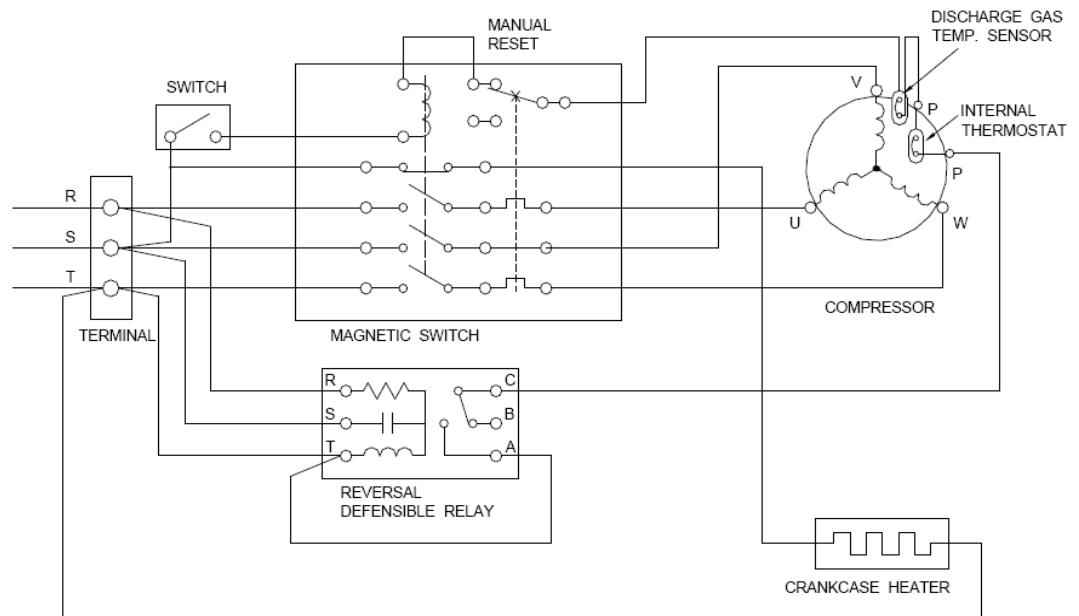 MANUAL
RESET
DISCHARGE GAS
TEMP. SENSOR
SWITCH
V
P
INTERNAL
THERMOSTAT
P
R
U
W
S
T
COMPRESSOR
TERMINAL
MAGNETIC SWITCH
R
C
S
B
T
A
REVERSAL
DEFENSIBLE RELAY
CRANKCASE HEATER